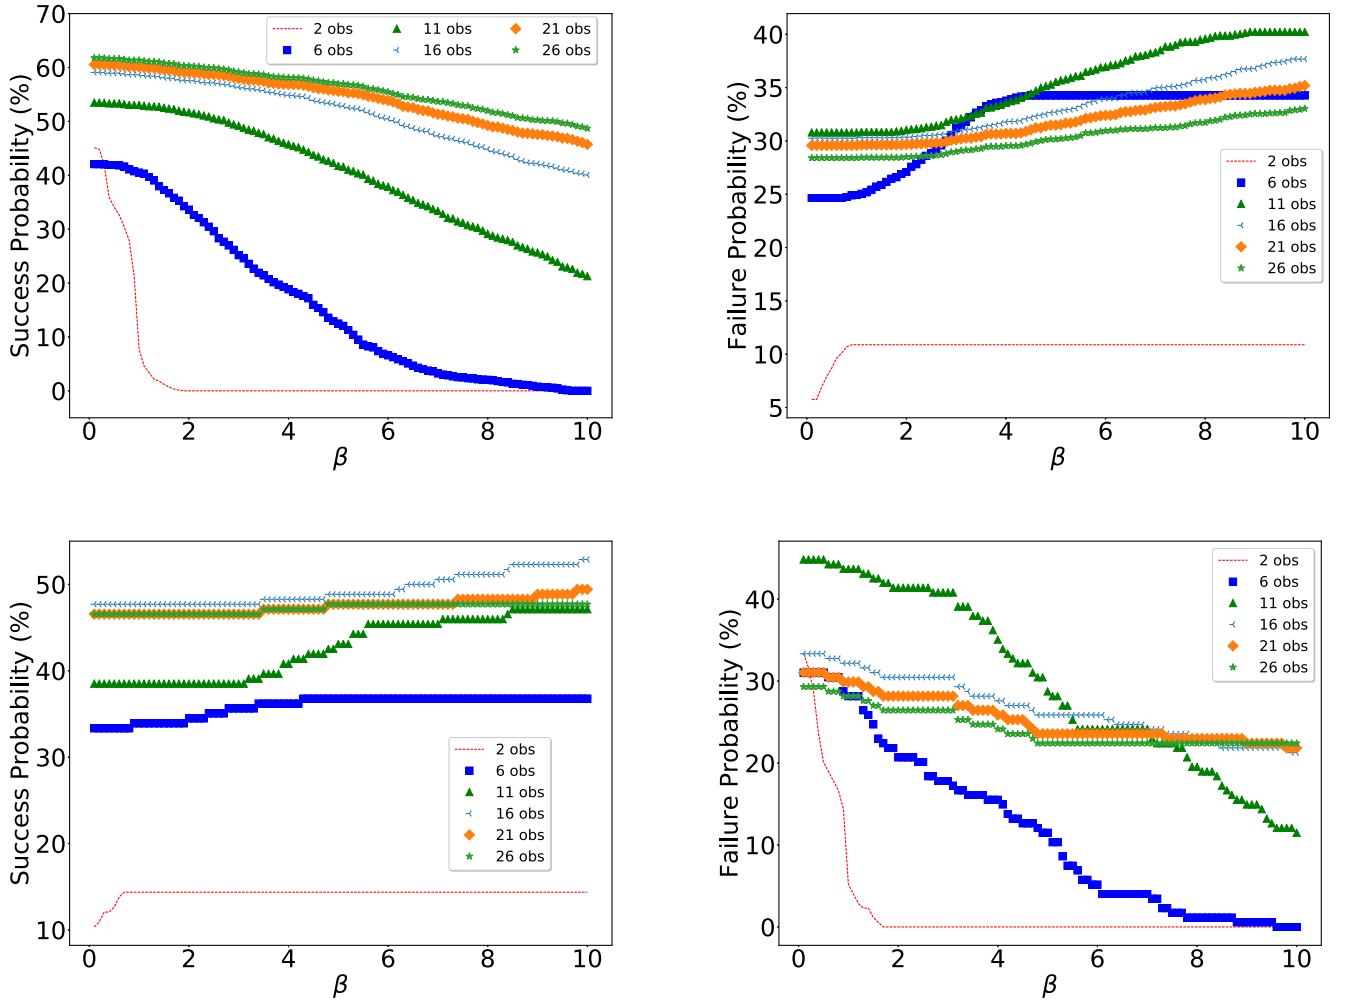 70
60
50
40
30
20
10
0
Success Probability (%)
2 obs
6 obs
11 obs
16 obs
21 obs
26 obs
0 2 4 6 8 10
β
40
35
30
25
20
15
10
5
Failure Probability (%)
2 obs
6 obs
11 obs
16 obs
21 obs
26 obs
0 2 4 6 8 10
β
50
40
30
20
10
Success Probability (%)
2 obs
6 obs
11 obs
16 obs
21 obs
26 obs
0 2 4 6 8 10
β
40
30
20
10
0
Failure Probability (%)
2 obs
6 obs
11 obs
16 obs
21 obs
26 obs
0 2 4 6 8 10
β